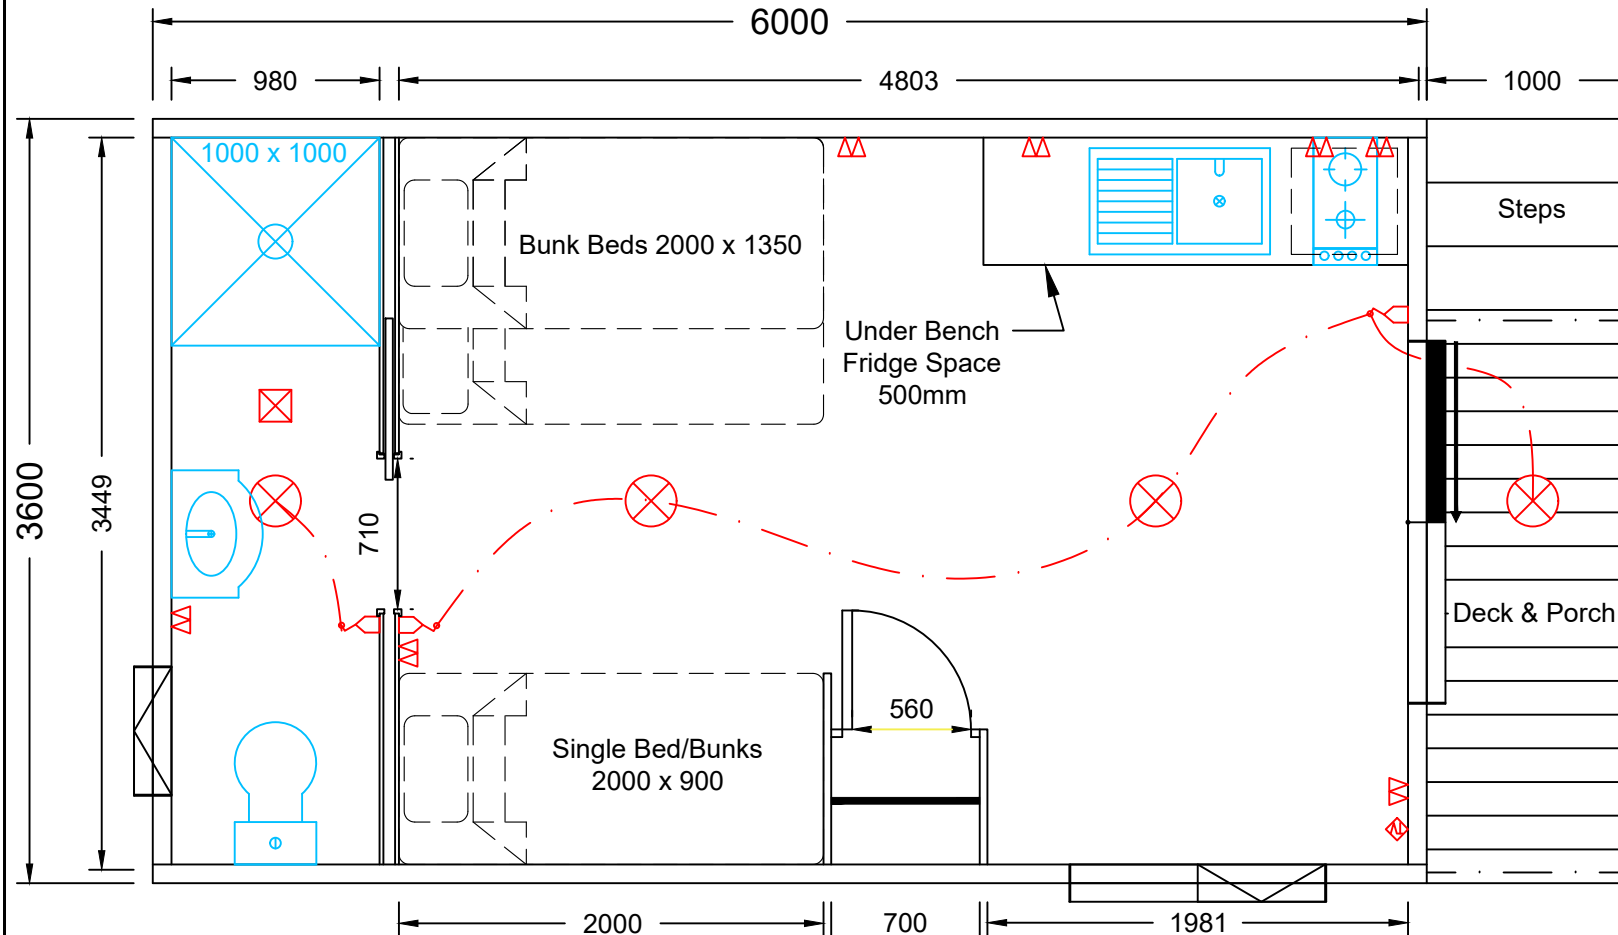 6000
980
4803
1000
1000 x 1000
Steps
Bunk Beds 2000 x 1350
Under Bench
Fridge Space
500mm
3600
3449
710
Deck & Porch
560
Single Bed/Bunks
2000 x 900
2000
700
1981